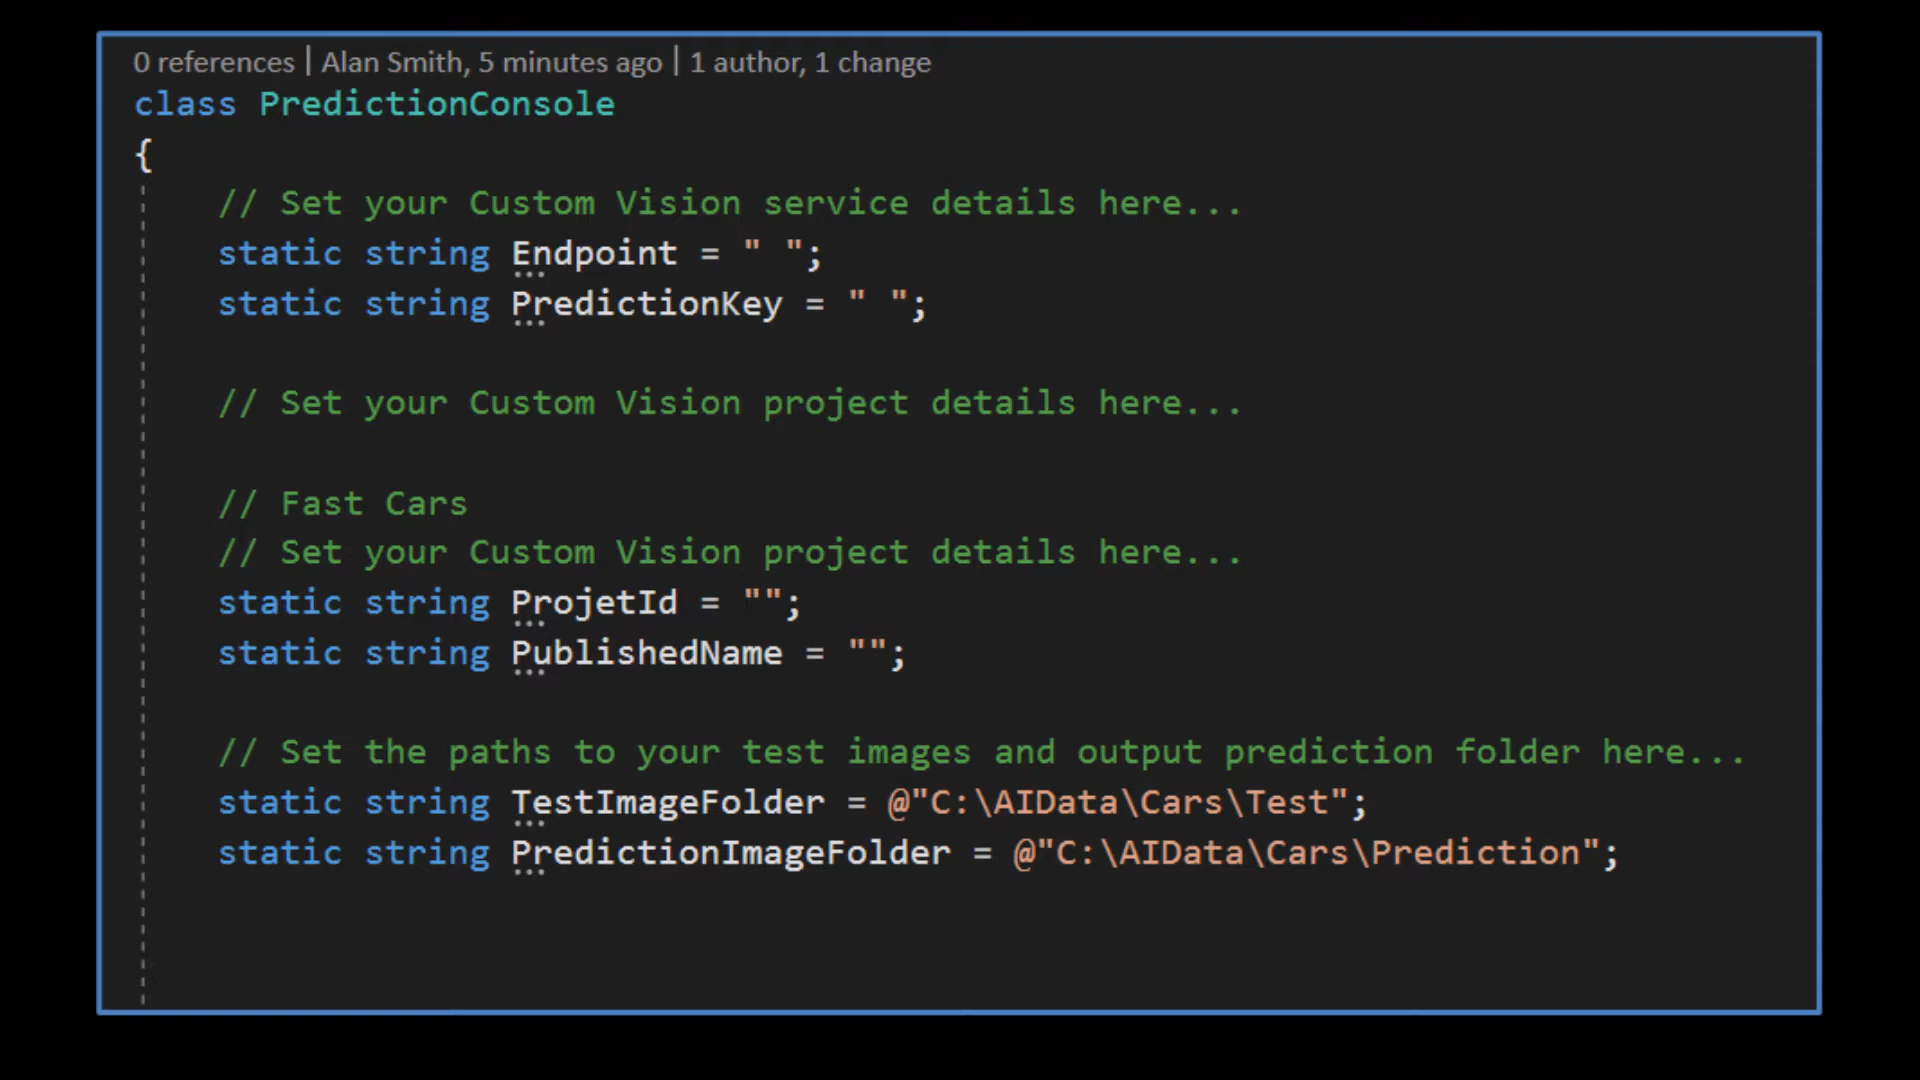 0 references | Alan Smith, 5 minutes ago | 1 author, 1 change
class PredictionConsole
{
// Set your Custom Vision service details here...
static string Endpoint = " ";
static string PredictionKey = " ";
// Set your Custom Vision project details here...
// Fast Cars
// Set your Custom Vision project details here...
static string ProjetId = "";
static string PublishedName = "";
// Set the paths to your test images and output prediction folder here...
static string TestImageFolder = @"C:\AIData\Cars\Test";
static string PredictionImageFolder = @"C:\AIData\Cars\Prediction";